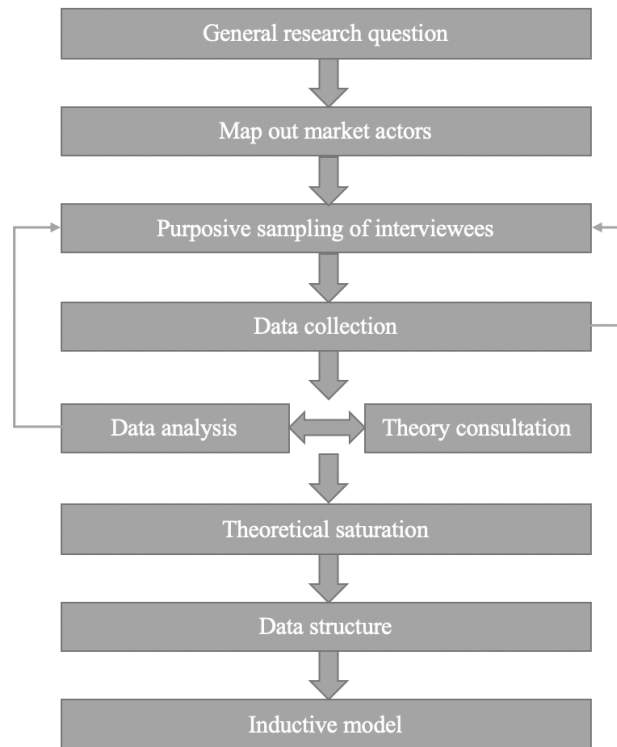 General research question
Map out market actors
Purposive sampling of interviewees
Data collection
Data analysis
Theory consultation
Theoretical saturation
Data structure
Inductive model